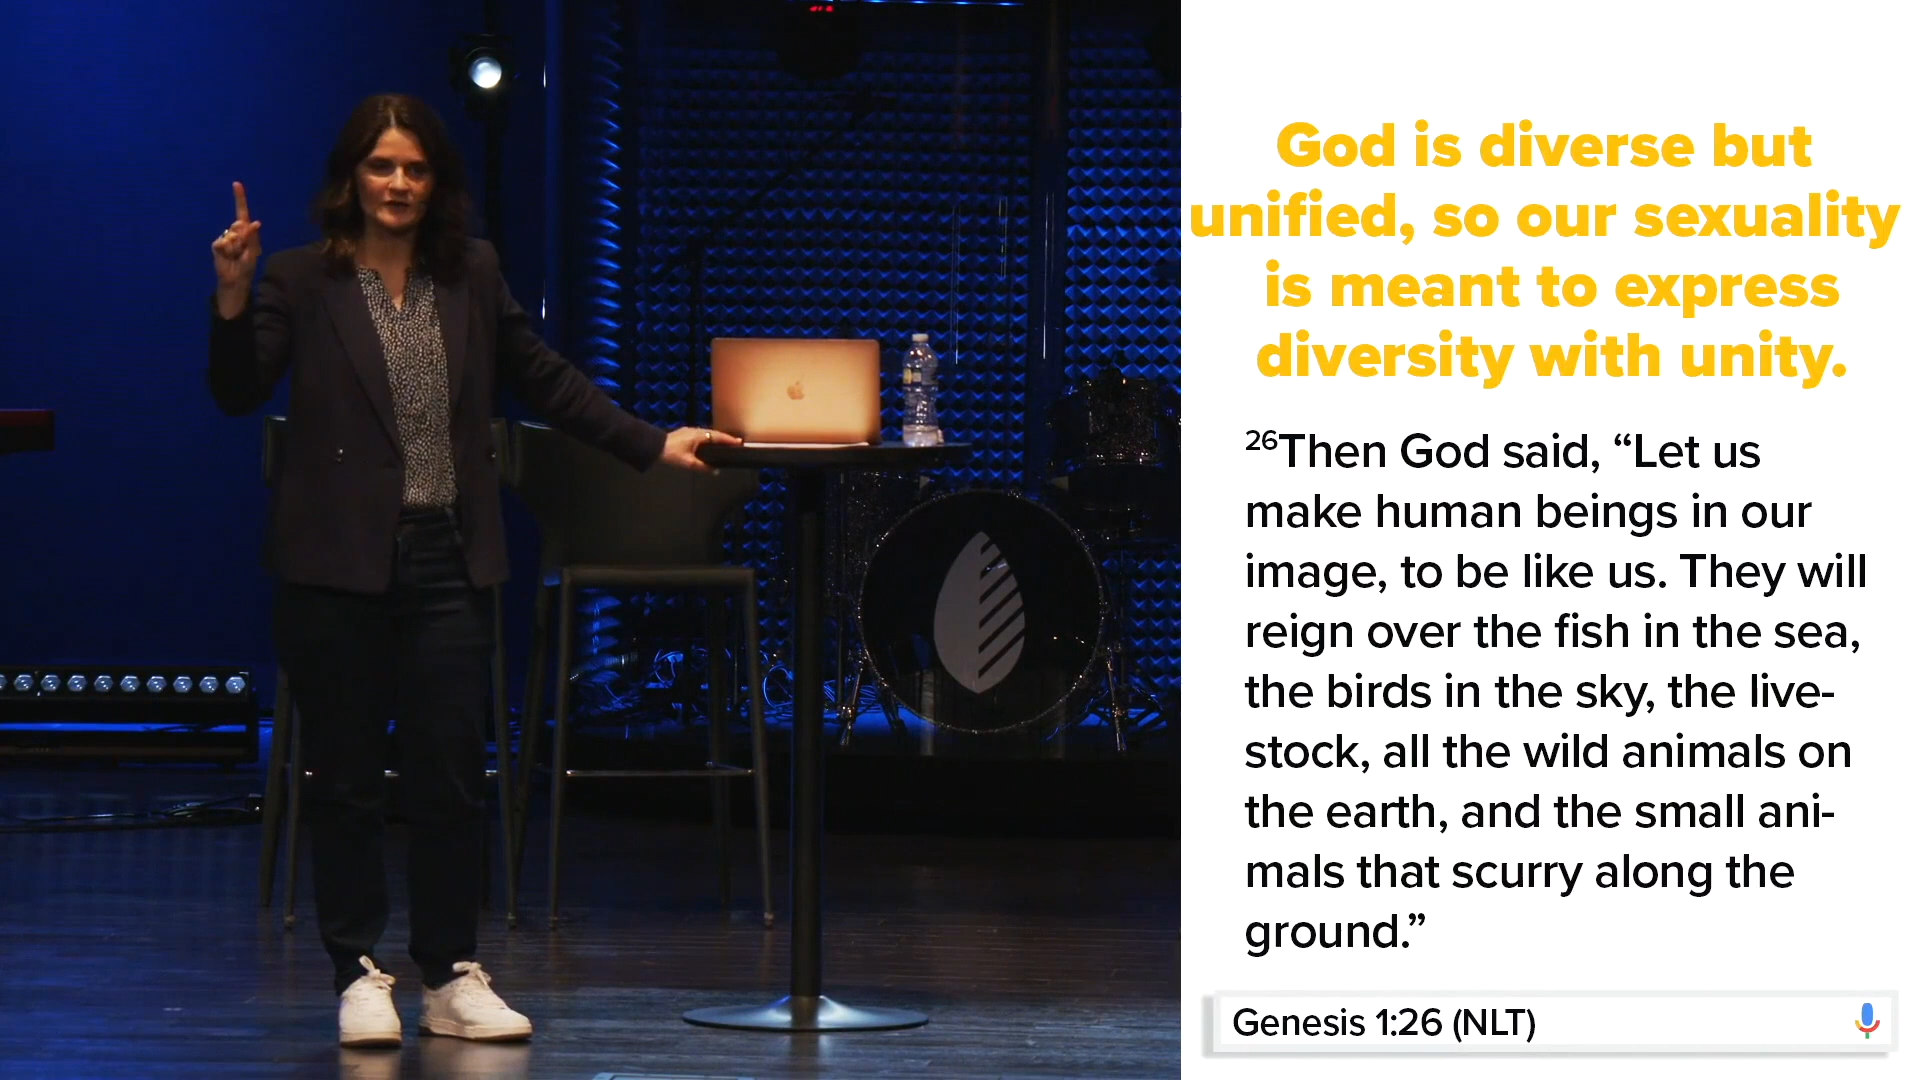 God is diverse but
unified, so our sexuality
is meant to express
diversity with unity.
26Then God said, “Let us
make human beings in our
image, to be like us. They will
reign over the fish in the sea,
the birds in the sky, the live-
stock, all the wild animals on
the earth, and the small ani-
mals that scurry along the
ground.”
Genesis 1:26 (NLT)